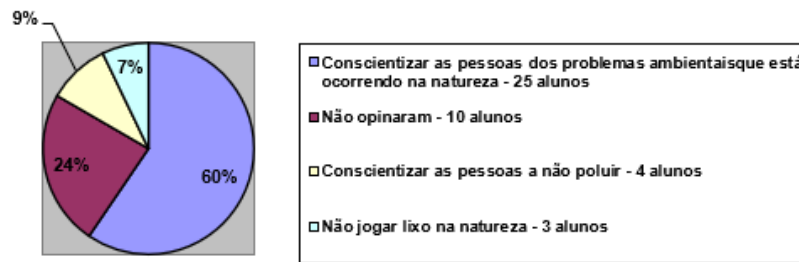 9%
7%
24%
60%
Conscientizar as pessoas dos problemas ambientaisque está
ocorrendo na natureza - 25 alunos
Não opinaram - 10 alunos
Conscientizar as pessoas a não poluir - 4 alunos
Não jogar lixo na natureza - 3 alunos